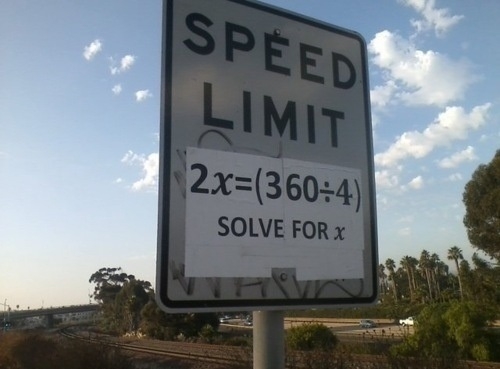 SPEED
LIMIT
2x=(360÷4)
SOLVE FOR x